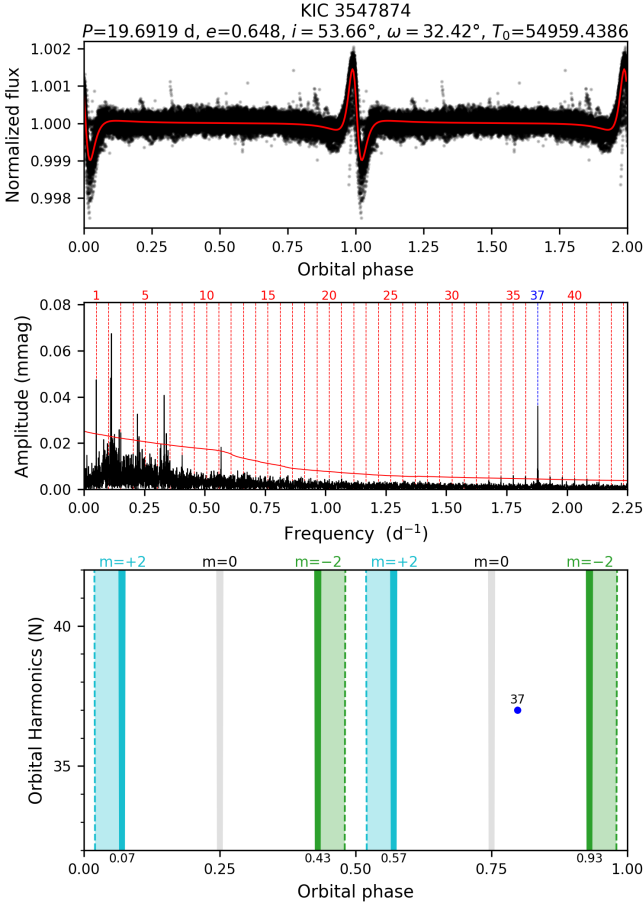 KIC 3547874
P=19.6919 d, e=0.648, i = 53.66°, ω = 32.42°, T₀=54959.4386
1.002
1.001
1.000
0.999
0.998
Normalized flux
0.00 0.25 0.50 0.75 1.00 1.25 1.50 1.75 2.00
Orbital phase
1 5 10 15 20 25 30 35 37 40
0.08
0.06
0.04
0.02
0.00
Amplitude (mmag)
0.00 0.25 0.50 0.75 1.00 1.25 1.50 1.75 2.00 2.25
Frequency (d⁻¹)
m=+2 m=0 m=−2 m=+2 m=0 m=−2
40
35
Orbital Harmonics (N)
37
0.07 0.43 0.57 0.93
0.00 0.25 0.50 0.75 1.00
Orbital phase